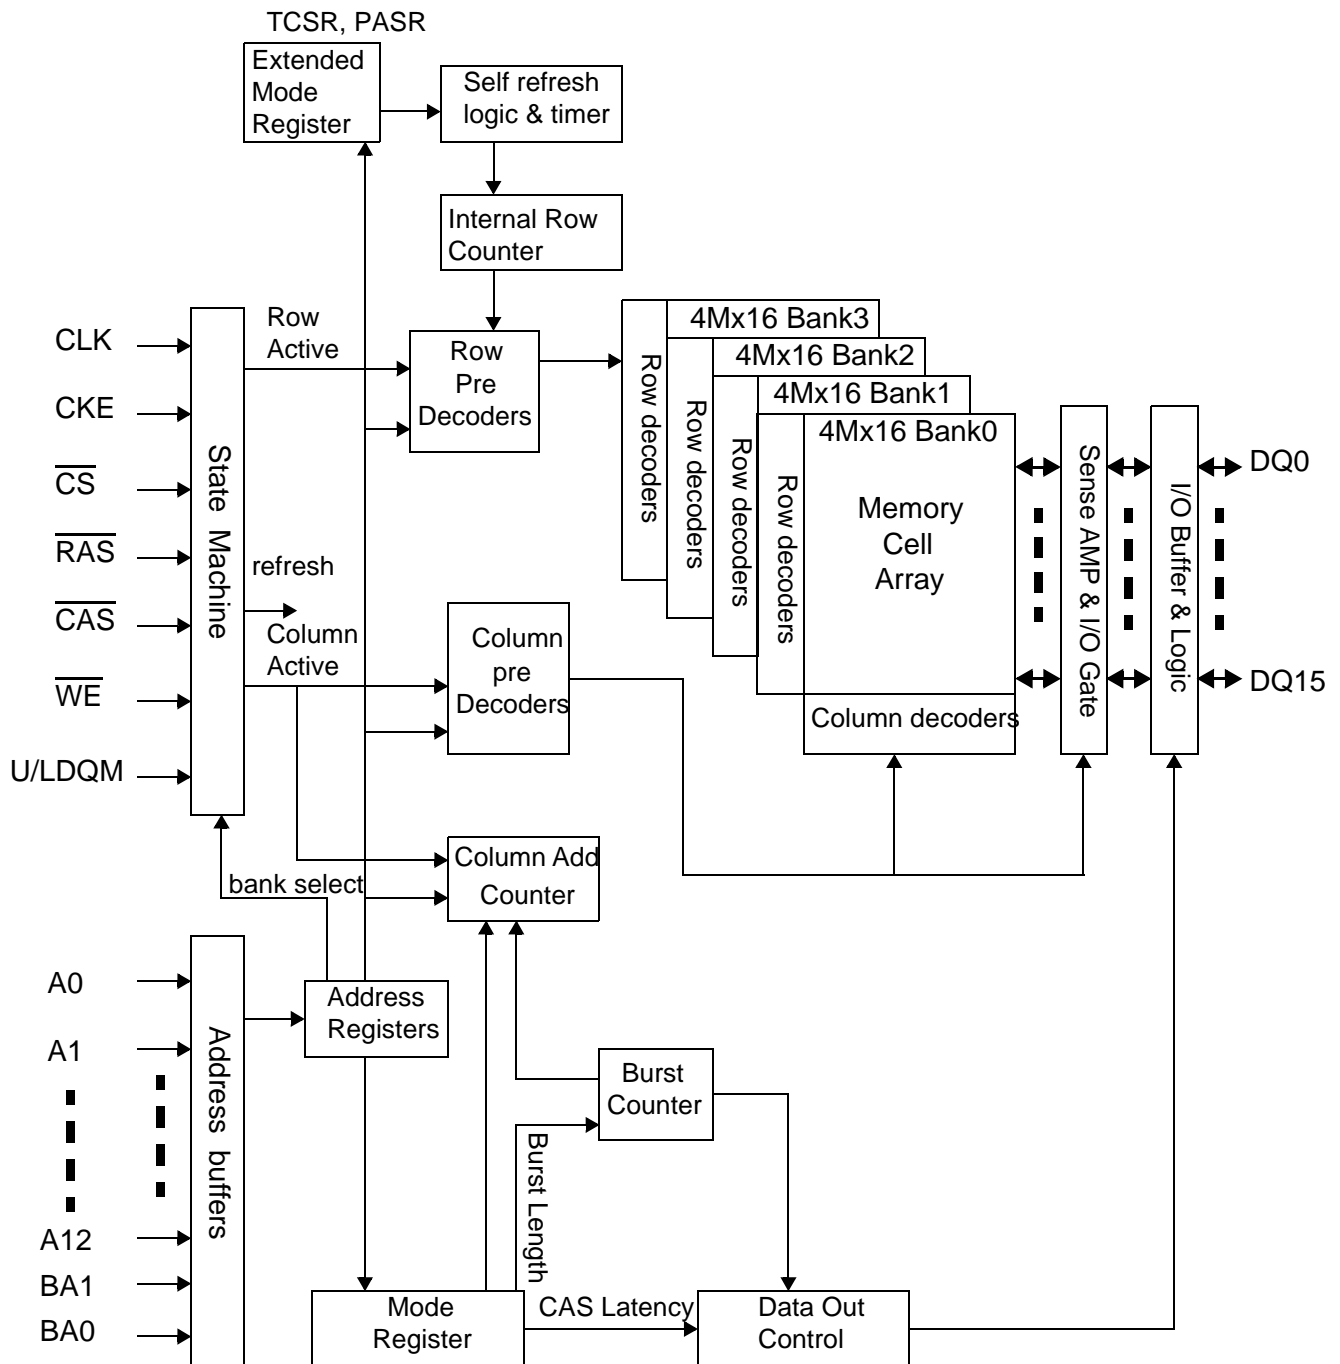 TCSR, PASR
Extended
Mode
Register
Self refresh
logic & timer
Internal Row
Counter
CLK
CKE
CS
RAS
CAS
WE
U/LDQM
State Machine
Row
Active
refresh
Column
Active
Row
Pre
Decoders
Column
pre
Decoders
Row decoders
4Mx16 Bank3
Row decoders
4Mx16 Bank2
Row decoders
4Mx16 Bank1
Row decoders
4Mx16 Bank0
Memory
Cell
Array
Column decoders
Sense AMP & I/O Gate
I/O Buffer & Logic
DQ0
DQ15
bank select
Column Add
Counter
A0
A1
A12
BA1
BA0
Address buffers
Address
Registers
Burst
Counter
Burst Length
Mode
Register
CAS Latency
Data Out
Control